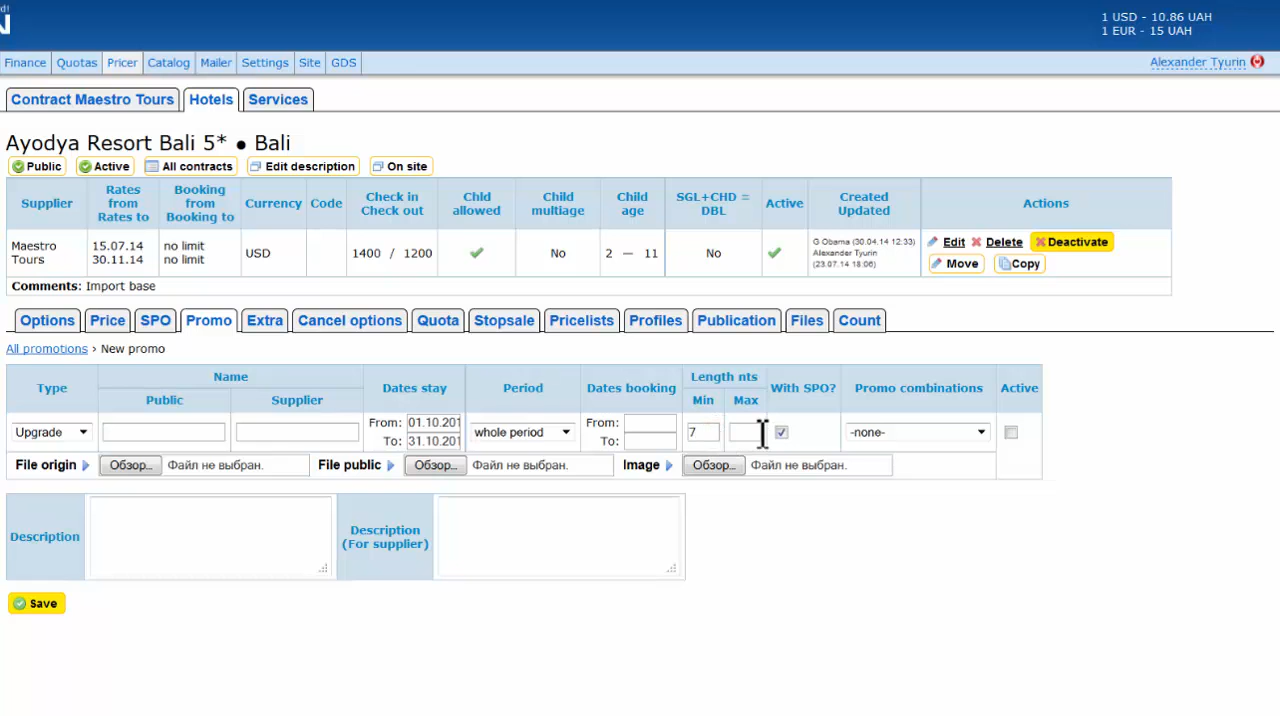 d!
N
1 USD - 10.86 UAH
1 EUR - 15 UAH
Finance Quotas Pricer Catalog Mailer Settings Site GDS
Alexander Tyurin
Contract Maestro Tours Hotels Services
Ayodya Resort Bali 5* ● Bali
Public Active All contracts Edit description On site
Supplier Rates from Rates to Booking from Booking to Currency Code Check in Check out Chld allowed Child multiage Child age SGL+CHD = DBL Active Created Updated Actions
Maestro Tours 15.07.14 30.11.14 no limit no limit USD 1400 / 1200 No 2 — 11 No G Obama (30.04.14 12:33) Alexander Tyurin (23.07.14 18:06) Edit Delete Deactivate
Move Copy
Comments: Import base
Options Price SPO Promo Extra Cancel options Quota Stopsale Pricelists Profiles Publication Files Count
All promotions › New promo
Type Name Dates stay Period Dates booking Length nts With SPO? Promo combinations Active
Public Supplier Min Max
Upgrade From: 01.10.201 whole period From: 7 -none-
To: 31.10.201 To:
File origin Обзор... Файл не выбран. File public Обзор... Файл не выбран. Image Обзор... Файл не выбран.
Description Description (For supplier)
Save